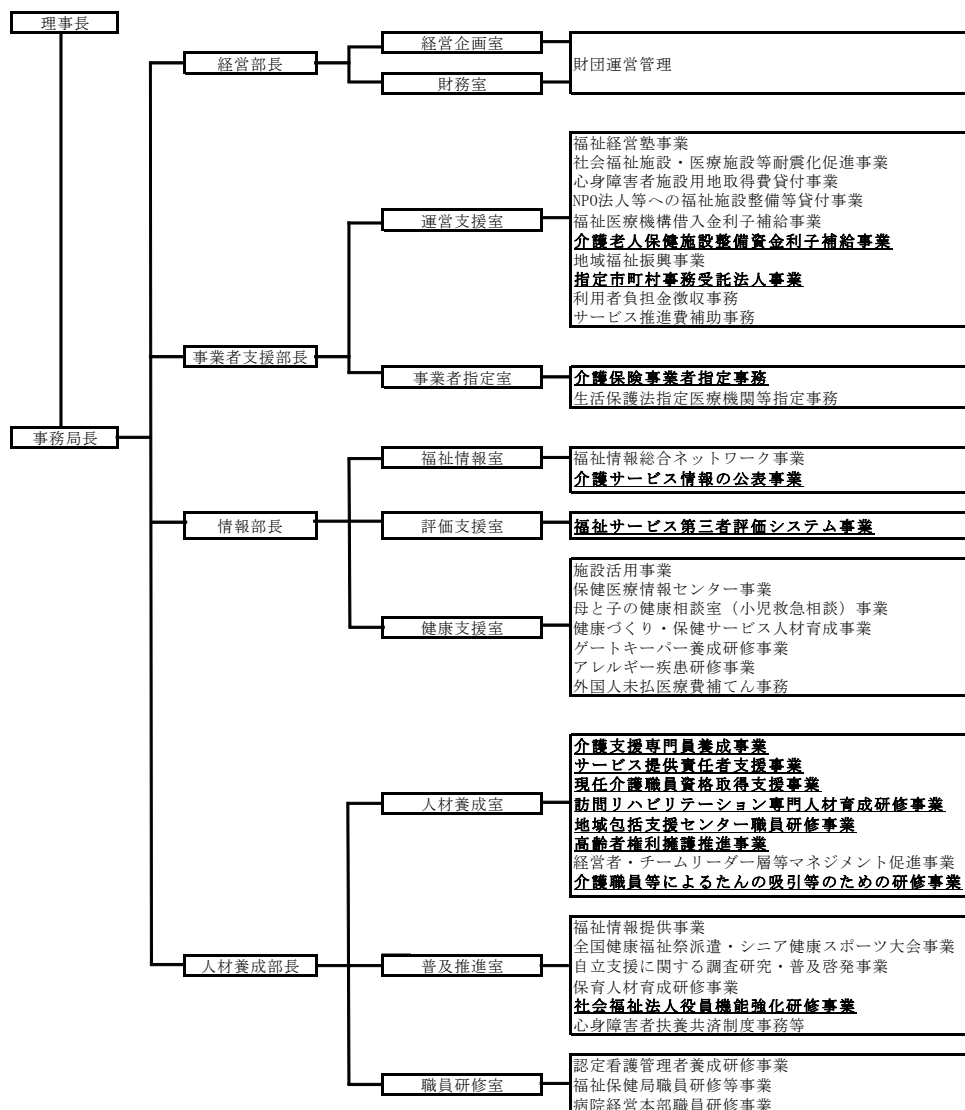 理事長
経営部長
経営企画室
財務室
財団運営管理
運営支援室
福祉経営塾事業
社会福祉施設・医療施設等耐震化促進事業
心身障害者施設用地取得費貸付事業
NPO法人等への福祉施設整備等貸付事業
福祉医療機構借入金利子補給事業
介護老人保健施設整備資金利子補給事業
地域福祉振興事業
指定市町村事務受託法人事業
利用者負担金徴収事務
サービス推進費補助事務
事業者支援部長
事業者指定室
介護保険事業者指定事務
生活保護法指定医療機関等指定事務
事務局長
福祉情報室
福祉情報総合ネットワーク事業
介護サービス情報の公表事業
情報部長
評価支援室
福祉サービス第三者評価システム事業
健康支援室
施設活用事業
保健医療情報センター事業
母と子の健康相談室（小児救急相談）事業
健康づくり・保健サービス人材育成事業
ゲートキーパー養成研修事業
アレルギー疾患研修事業
外国人未払医療費補てん事務
人材養成室
介護支援専門員養成事業
サービス提供責任者支援事業
現任介護職員資格取得支援事業
訪問リハビリテーション専門人材育成研修事業
地域包括支援センター職員研修事業
高齢者権利擁護推進事業
経営者・チームリーダー層等マネジメント促進事業
介護職員等によるたんの吸引等のための研修事業
人材養成部長
普及推進室
福祉情報提供事業
全国健康福祉祭派遣・シニア健康スポーツ大会事業
自立支援に関する調査研究・普及啓発事業
保育人材育成研修事業
社会福祉法人役員機能強化研修事業
心身障害者扶養共済制度事務等
職員研修室
認定看護管理者養成研修事業
福祉保健局職員研修等事業
病院経営本部職員研修事業